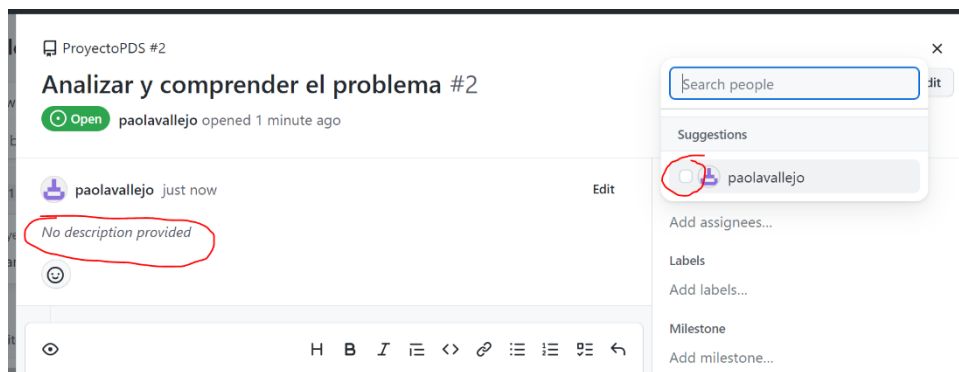 ProyectoPDS #2
Analizar y comprender el problema #2
Open paolavallejo opened 1 minute ago
dit
Search people
Suggestions
paolavallejo
paolavallejo just now
Edit
No description provided
Add assignees...
Labels
Add labels...
Milestone
Add milestone...
H B I